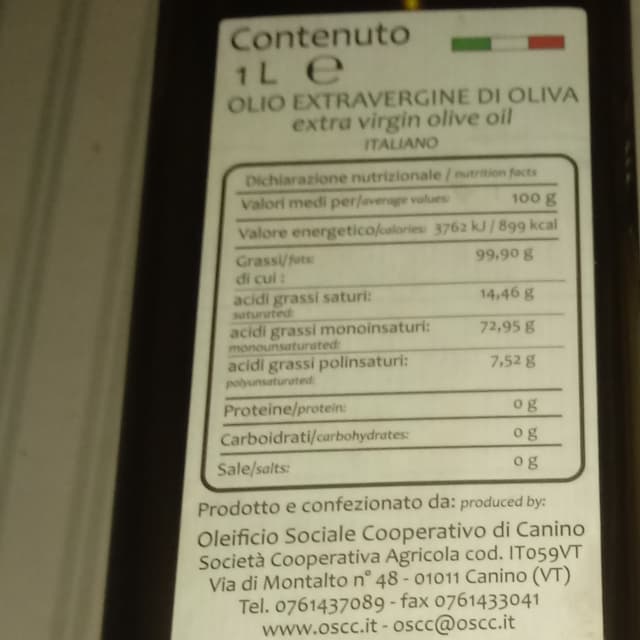 Contenuto
1 L ℮
OLIO EXTRAVERGINE DI OLIVA
extra virgin olive oil
ITALIANO
Dichiarazione nutrizionale / nutrition facts
Valori medi per/average values: 100 g
Valore energetico/calories: 3762 kJ / 899 kcal
Grassi/fats: 99,90 g
di cui :
acidi grassi saturi: 14,46 g
saturated:
acidi grassi monoinsaturi: 72,95 g
monounsaturated:
acidi grassi polinsaturi: 7,52 g
polyunsaturated:
Proteine/protein: 0 g
Carboidrati/carbohydrates: 0 g
Sale/salts: 0 g
Prodotto e confezionato da: produced by:
Oleificio Sociale Cooperativo di Canino
Società Cooperativa Agricola cod. IT059VT
Via di Montalto n° 48 - 01011 Canino (VT)
Tel. 0761437089 - fax 0761433041
www.oscc.it - oscc@oscc.it